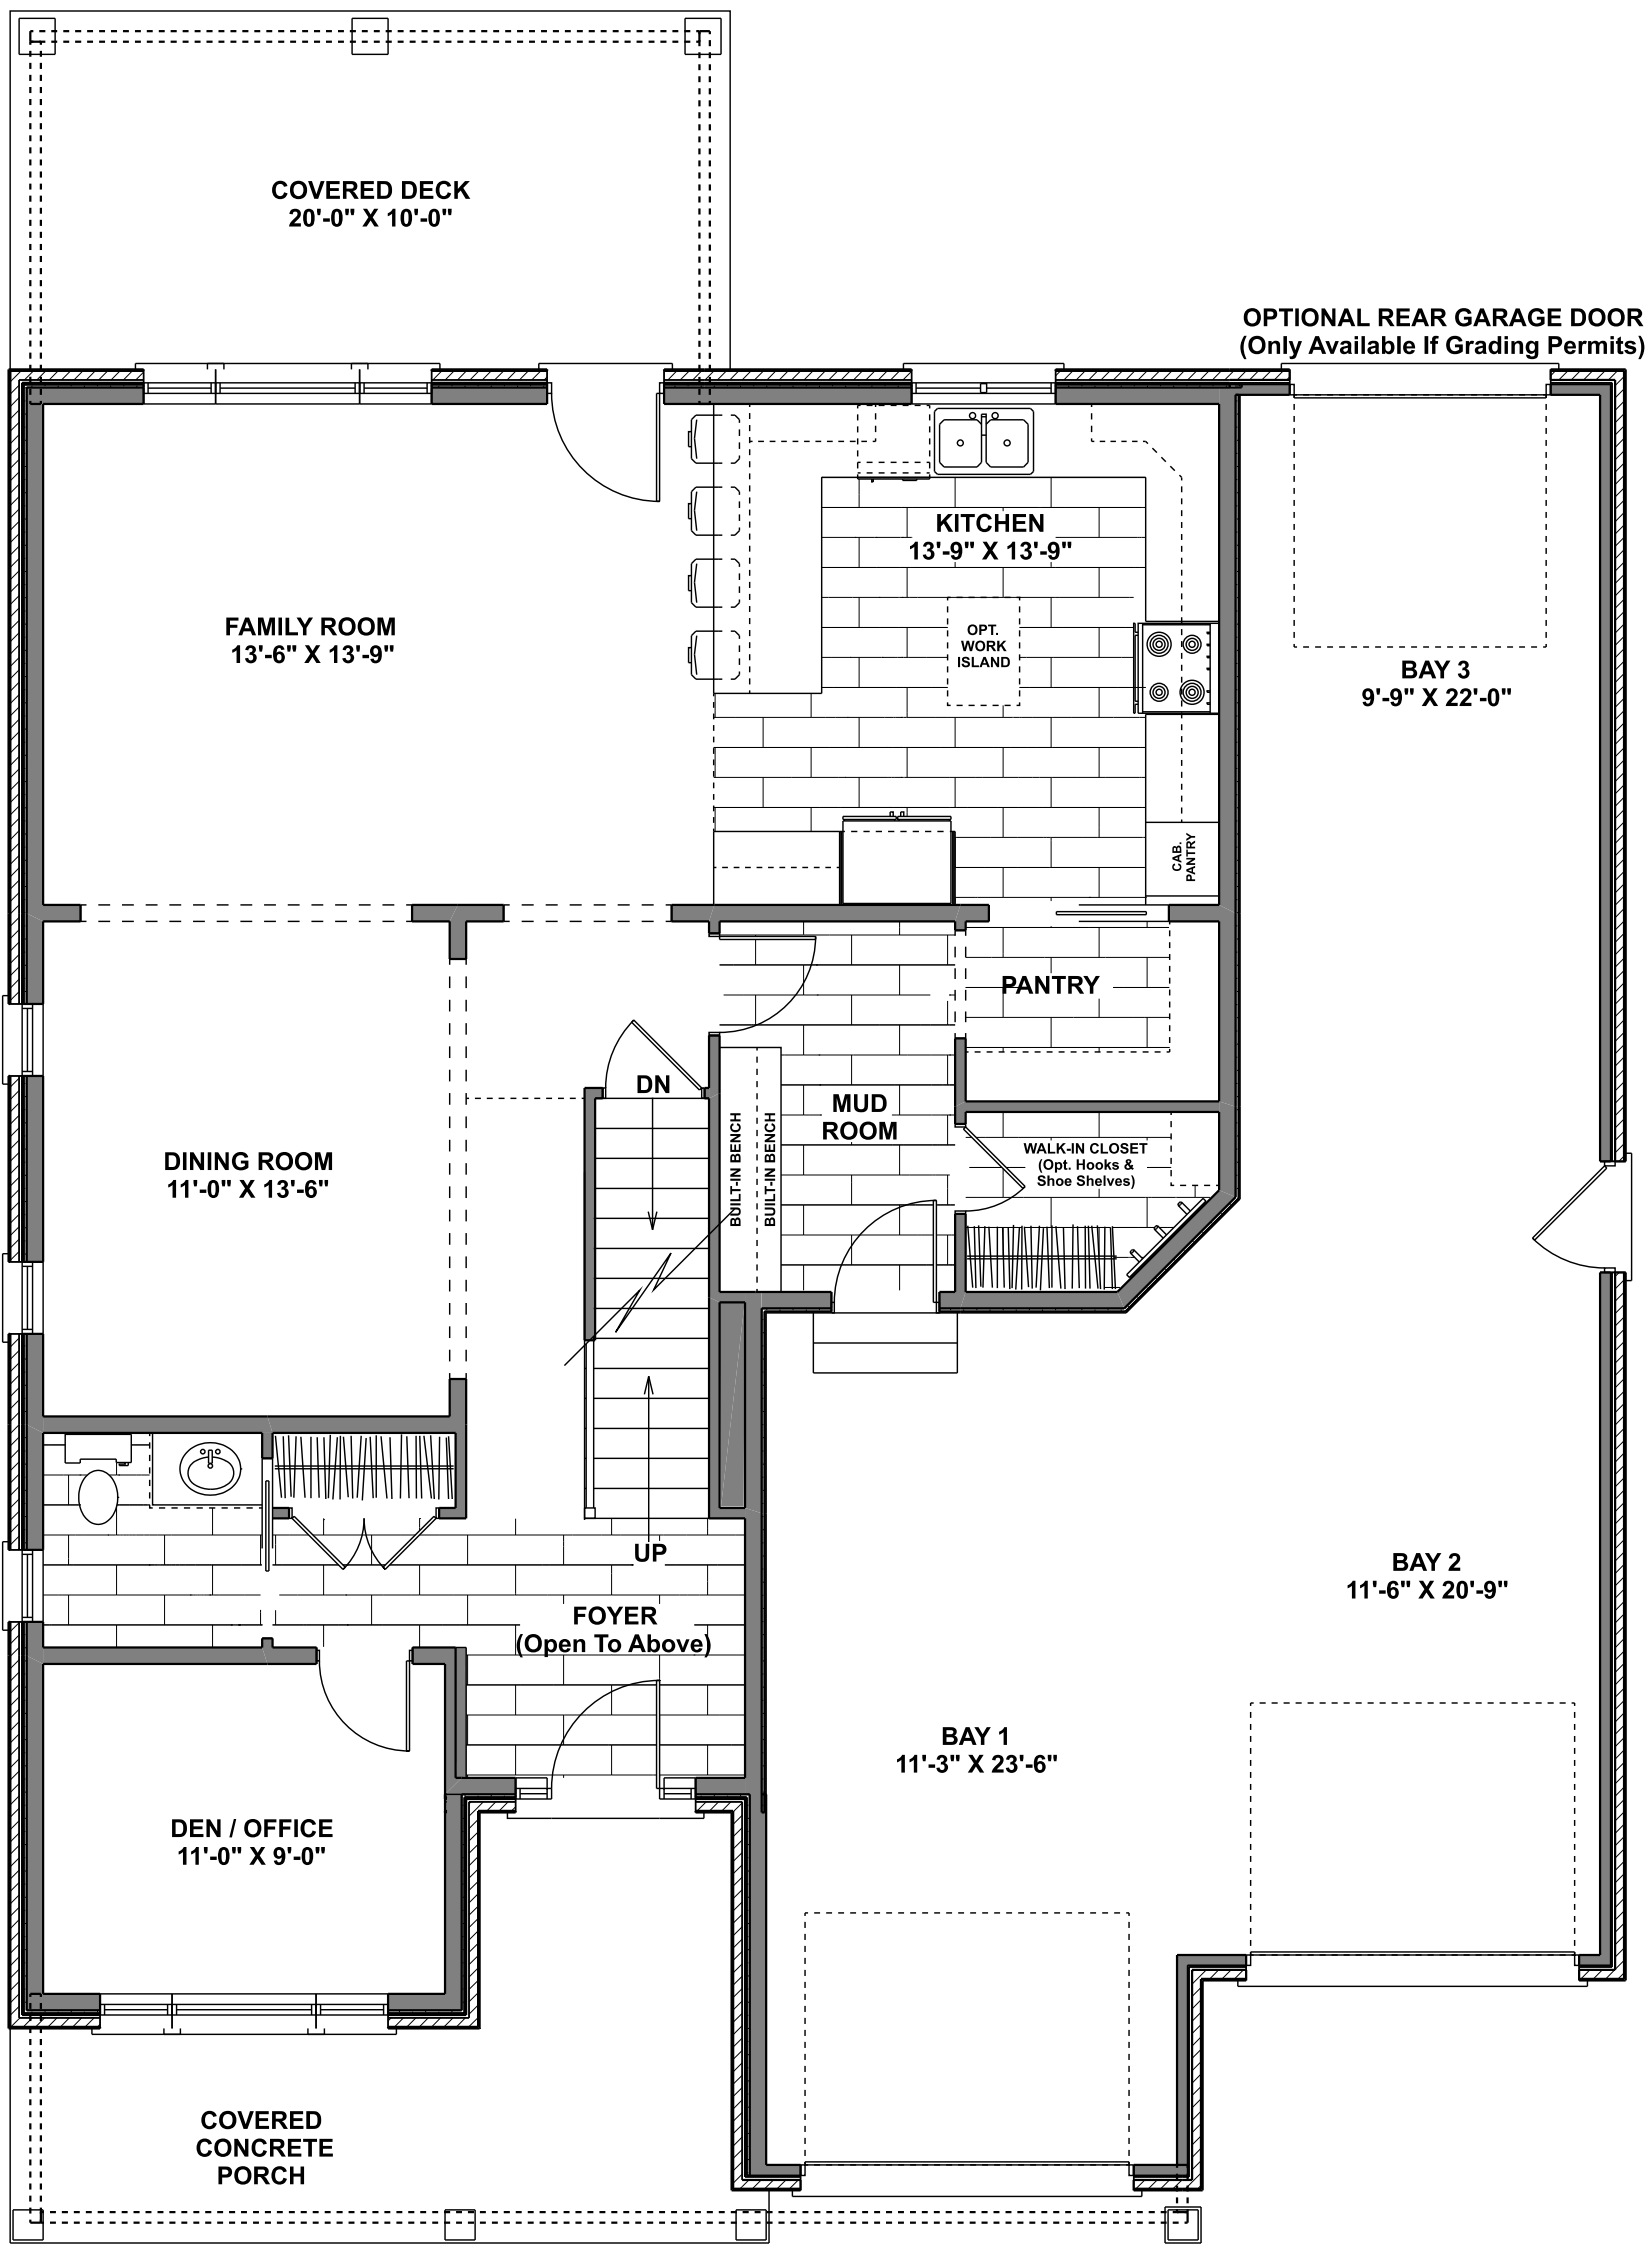 COVERED DECK
20'-0" X 10'-0"
OPTIONAL REAR GARAGE DOOR
(Only Available If Grading Permits)
KITCHEN
13'-9" X 13'-9"
FAMILY ROOM
13'-6" X 13'-9"
OPT.
WORK
ISLAND
BAY 3
9'-9" X 22'-0"
CAB.
PANTRY
PANTRY
DN
MUD
ROOM
BUILT-IN BENCH
BUILT-IN BENCH
WALK-IN CLOSET
(Opt. Hooks &
Shoe Shelves)
DINING ROOM
11'-0" X 13'-6"
UP
BAY 2
11'-6" X 20'-9"
FOYER
(Open To Above)
BAY 1
11'-3" X 23'-6"
DEN / OFFICE
11'-0" X 9'-0"
COVERED
CONCRETE
PORCH